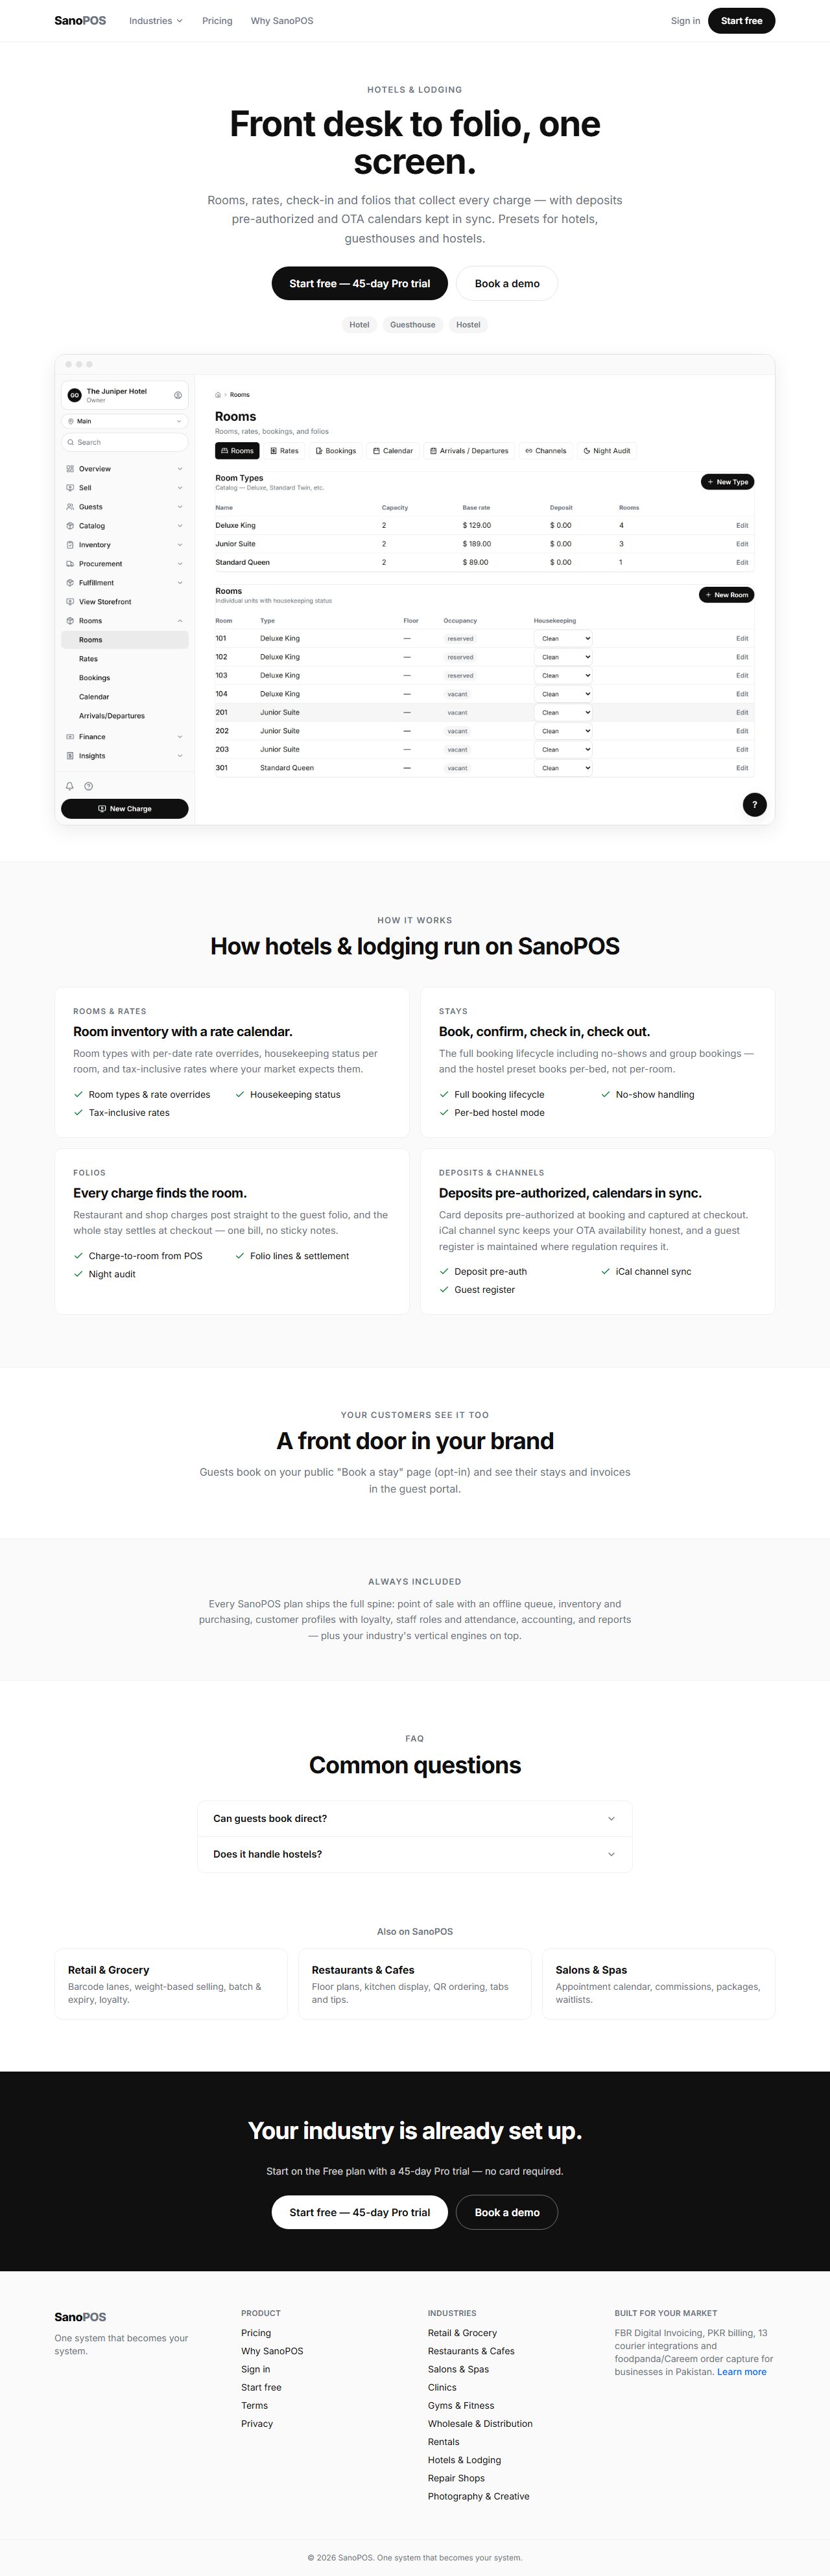 SanoPOS Industries Pricing Why SanoPOS Sign in Start free
HOTELS & LODGING
Front desk to folio, one
screen.
Rooms, rates, check-in and folios that collect every charge — with deposits
pre-authorized and OTA calendars kept in sync. Presets for hotels,
guesthouses and hostels.
Start free — 45-day Pro trial Book a demo
Hotel Guesthouse Hostel
GO The Juniper Hotel
Owner
Main
Search
Overview
Sell
Guests
Catalog
Inventory
Procurement
Fulfillment
View Storefront
Rooms
Rooms
Rates
Bookings
Calendar
Arrivals/Departures
Finance
Insights
New Charge
› Rooms
Rooms
Rooms, rates, bookings, and folios
Rooms Rates Bookings Calendar Arrivals / Departures Channels Night Audit
Room Types
Catalog — Deluxe, Standard Twin, etc.
+ New Type
Name Capacity Base rate Deposit Rooms
Deluxe King 2 $ 129.00 $ 0.00 4 Edit
Junior Suite 2 $ 189.00 $ 0.00 3 Edit
Standard Queen 2 $ 89.00 $ 0.00 1 Edit
Rooms
Individual units with housekeeping status
+ New Room
Room Type Floor Occupancy Housekeeping
101 Deluxe King — reserved Clean Edit
102 Deluxe King — reserved Clean Edit
103 Deluxe King — reserved Clean Edit
104 Deluxe King — vacant Clean Edit
201 Junior Suite — vacant Clean Edit
202 Junior Suite — vacant Clean Edit
203 Junior Suite — vacant Clean Edit
301 Standard Queen — vacant Clean Edit
?
HOW IT WORKS
How hotels & lodging run on SanoPOS
ROOMS & RATES
Room inventory with a rate calendar.
Room types with per-date rate overrides, housekeeping status per
room, and tax-inclusive rates where your market expects them.
Room types & rate overrides Housekeeping status
Tax-inclusive rates
STAYS
Book, confirm, check in, check out.
The full booking lifecycle including no-shows and group bookings —
and the hostel preset books per-bed, not per-room.
Full booking lifecycle No-show handling
Per-bed hostel mode
FOLIOS
Every charge finds the room.
Restaurant and shop charges post straight to the guest folio, and the
whole stay settles at checkout — one bill, no sticky notes.
Charge-to-room from POS Folio lines & settlement
Night audit
DEPOSITS & CHANNELS
Deposits pre-authorized, calendars in sync.
Card deposits pre-authorized at booking and captured at checkout.
iCal channel sync keeps your OTA availability honest, and a guest
register is maintained where regulation requires it.
Deposit pre-auth iCal channel sync
Guest register
YOUR CUSTOMERS SEE IT TOO
A front door in your brand
Guests book on your public "Book a stay" page (opt-in) and see their stays and invoices
in the guest portal.
ALWAYS INCLUDED
Every SanoPOS plan ships the full spine: point of sale with an offline queue, inventory and
purchasing, customer profiles with loyalty, staff roles and attendance, accounting, and reports
— plus your industry's vertical engines on top.
FAQ
Common questions
Can guests book direct?
Does it handle hostels?
Also on SanoPOS
Retail & Grocery
Barcode lanes, weight-based selling, batch &
expiry, loyalty.
Restaurants & Cafes
Floor plans, kitchen display, QR ordering, tabs
and tips.
Salons & Spas
Appointment calendar, commissions, packages,
waitlists.
Your industry is already set up.
Start on the Free plan with a 45-day Pro trial — no card required.
Start free — 45-day Pro trial Book a demo
SanoPOS
One system that becomes your
system.
PRODUCT
Pricing
Why SanoPOS
Sign in
Start free
Terms
Privacy
INDUSTRIES
Retail & Grocery
Restaurants & Cafes
Salons & Spas
Clinics
Gyms & Fitness
Wholesale & Distribution
Rentals
Hotels & Lodging
Repair Shops
Photography & Creative
BUILT FOR YOUR MARKET
FBR Digital Invoicing, PKR billing, 13
courier integrations and
foodpanda/Careem order capture for
businesses in Pakistan. Learn more
© 2026 SanoPOS. One system that becomes your system.